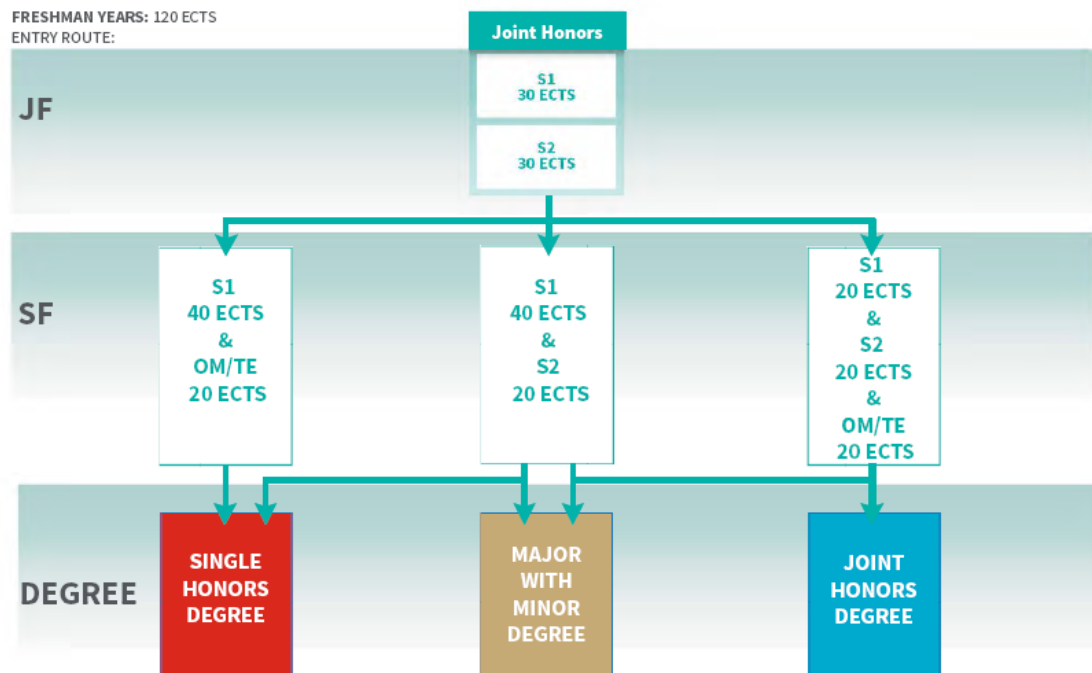 FRESHMAN YEARS: 120 ECTS
ENTRY ROUTE:
Joint Honors
JF
S1
30 ECTS
S2
30 ECTS
SF
S1
40 ECTS
&
OM/TE
20 ECTS
S1
40 ECTS
&
S2
20 ECTS
S1
20 ECTS
&
S2
20 ECTS
&
OM/TE
20 ECTS
DEGREE
SINGLE
HONORS
DEGREE
MAJOR
WITH
MINOR
DEGREE
JOINT
HONORS
DEGREE